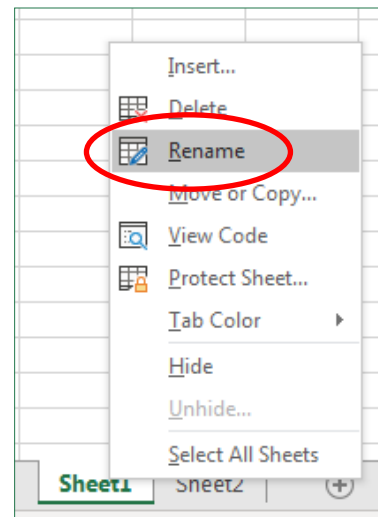 Insert...
Delete
Rename
Move or Copy...
View Code
Protect Sheet...
Tab Color
Hide
Unhide...
Select All Sheets
Sheet1 Sheet2